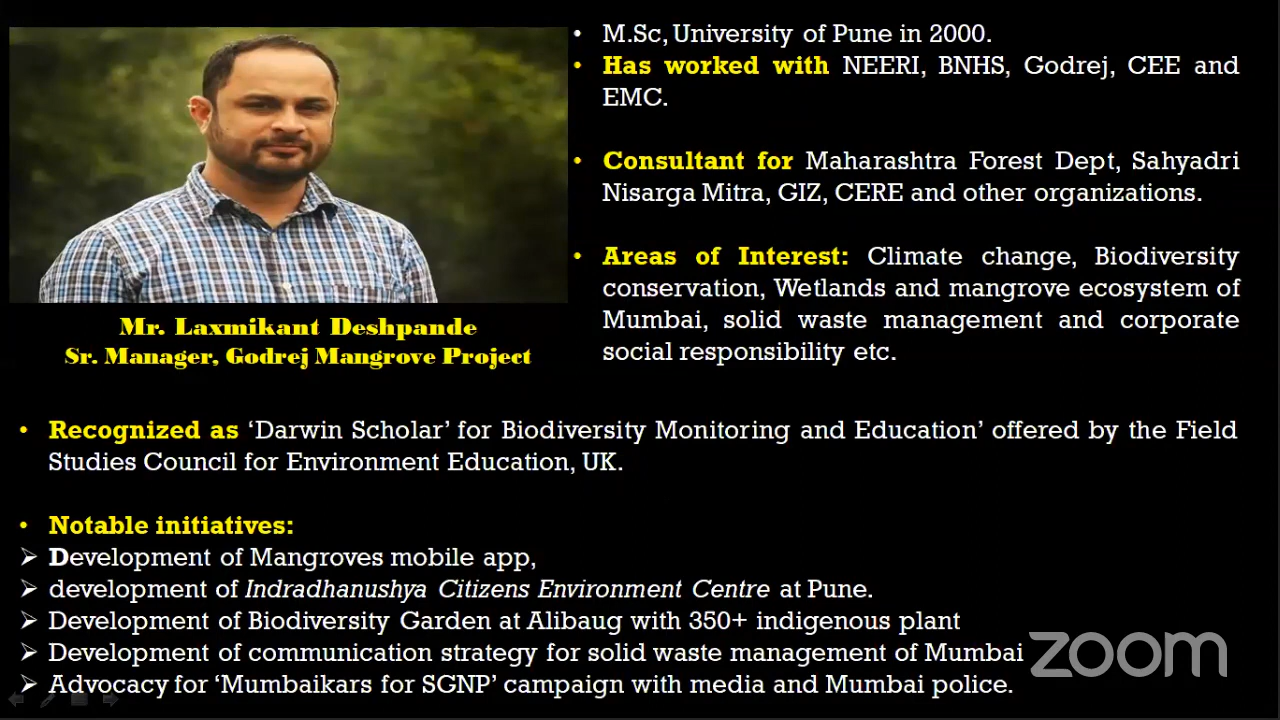 • M.Sc, University of Pune in 2000.
• Has worked with NEERI, BNHS, Godrej, CEE and
EMC.
• Consultant for Maharashtra Forest Dept, Sahyadri
Nisarga Mitra, GIZ, CERE and other organizations.
• Areas of Interest: Climate change, Biodiversity
conservation, Wetlands and mangrove ecosystem of
Mumbai, solid waste management and corporate
social responsibility etc.
Mr. Laxmikant Deshpande
Sr. Manager, Godrej Mangrove Project
• Recognized as ‘Darwin Scholar’ for Biodiversity Monitoring and Education’ offered by the Field
Studies Council for Environment Education, UK.
• Notable initiatives:
➢ Development of Mangroves mobile app,
➢ development of Indradhanushya Citizens Environment Centre at Pune.
➢ Development of Biodiversity Garden at Alibaug with 350+ indigenous plant
➢ Development of communication strategy for solid waste management of Mumbai
➢ Advocacy for ‘Mumbaikars for SGNP’ campaign with media and Mumbai police.
zoom